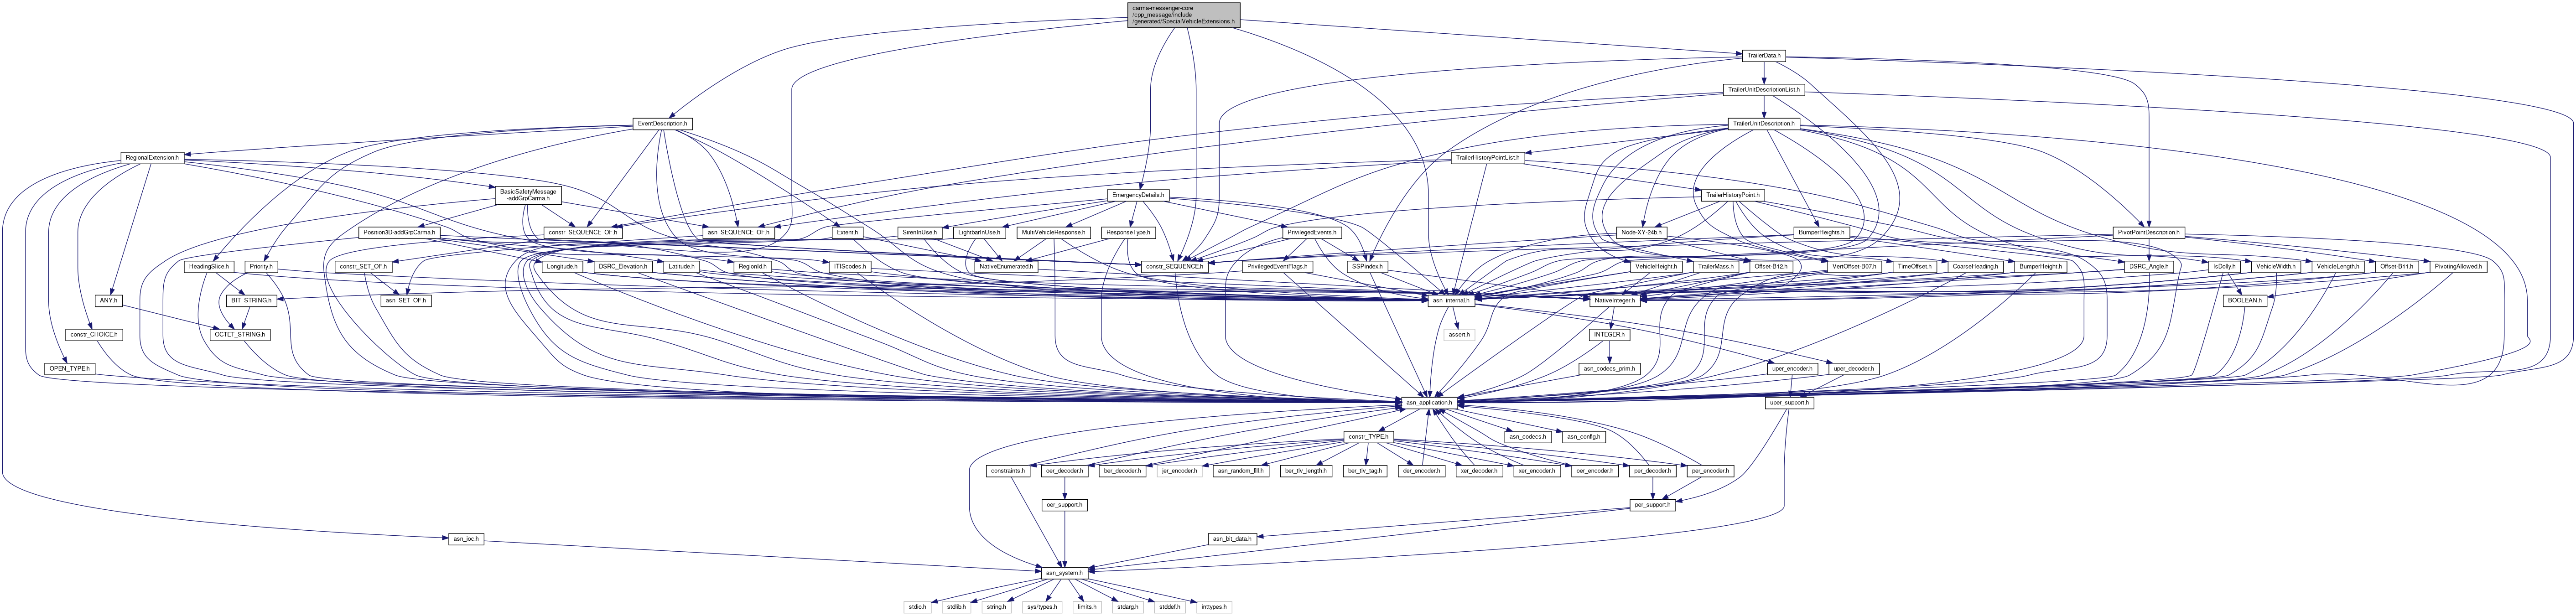 carma-messenger-core
/cpp_message/include
/generated/SpecialVehicleExtensions.h
TrailerData.h
TrailerUnitDescriptionList.h
EventDescription.h
TrailerUnitDescription.h
RegionalExtension.h
TrailerHistoryPointList.h
BasicSafetyMessage
-addGrpCarma.h
EmergencyDetails.h
TrailerHistoryPoint.h
Position3D-addGrpCarma.h
constr_SEQUENCE_OF.h
asn_SEQUENCE_OF.h
Extent.h
SirenInUse.h
LightbarInUse.h
MultiVehicleResponse.h
ResponseType.h
PrivilegedEvents.h
Node-XY-24b.h
BumperHeights.h
PivotPointDescription.h
HeadingSlice.h
Priority.h
constr_SET_OF.h
Longitude.h
DSRC_Elevation.h
Latitude.h
RegionId.h
ITIScodes.h
NativeEnumerated.h
constr_SEQUENCE.h
PrivilegedEventFlags.h
SSPindex.h
VehicleHeight.h
TrailerMass.h
Offset-B12.h
VertOffset-B07.h
TimeOffset.h
CoarseHeading.h
BumperHeight.h
DSRC_Angle.h
IsDolly.h
VehicleWidth.h
VehicleLength.h
Offset-B11.h
PivotingAllowed.h
ANY.h
BIT_STRING.h
asn_SET_OF.h
asn_internal.h
NativeInteger.h
BOOLEAN.h
constr_CHOICE.h
OCTET_STRING.h
assert.h
INTEGER.h
OPEN_TYPE.h
asn_codecs_prim.h
uper_encoder.h
uper_decoder.h
asn_application.h
uper_support.h
constr_TYPE.h
asn_codecs.h
asn_config.h
constraints.h
oer_decoder.h
ber_decoder.h
jer_encoder.h
asn_random_fill.h
ber_tlv_length.h
ber_tlv_tag.h
der_encoder.h
xer_decoder.h
xer_encoder.h
oer_encoder.h
per_decoder.h
per_encoder.h
oer_support.h
per_support.h
asn_ioc.h
asn_bit_data.h
asn_system.h
stdio.h
stdlib.h
string.h
sys/types.h
limits.h
stdarg.h
stddef.h
inttypes.h